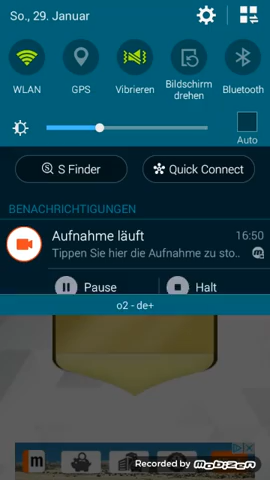 So., 29. Januar
WLAN
GPS
Vibrieren
Bildschirm drehen
Bluetooth
Auto
S Finder
Quick Connect
BENACHRICHTIGUNGEN
Aufnahme läuft 16:50
Tippen Sie hier die Aufnahme zu sto..
Pause
Halt
o2 - de+
m
Recorded by Mobizen